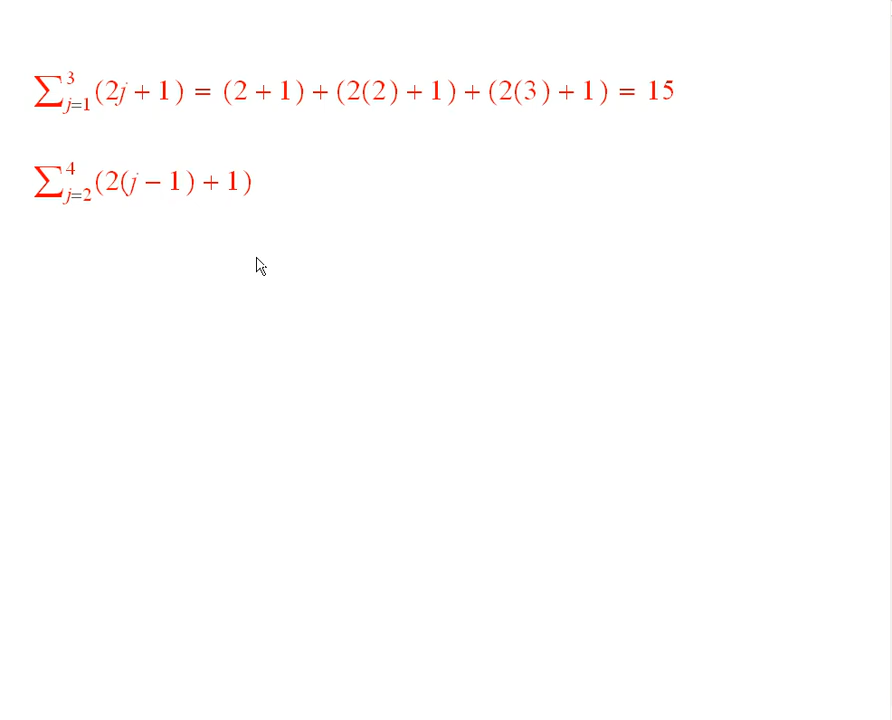 ∑_{j=1}^{3} (2j + 1) = (2 + 1) + (2(2) + 1) + (2(3) + 1) = 15
∑_{j=2}^{4} (2(j − 1) + 1)